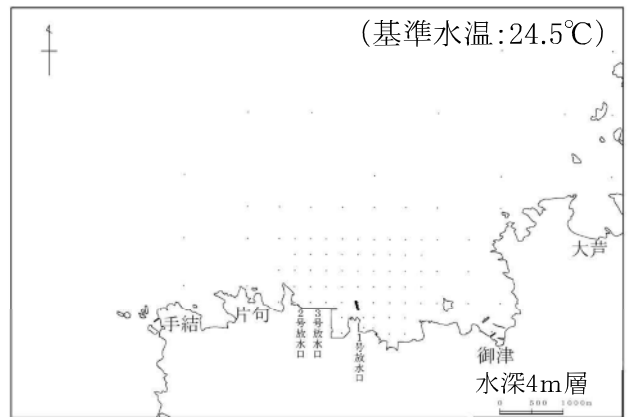 (基準水温:24.5℃)
大芦
手結
片句
2号放水口
3号放水口
1号放水口
御津
水深4m層
0 500 1000m